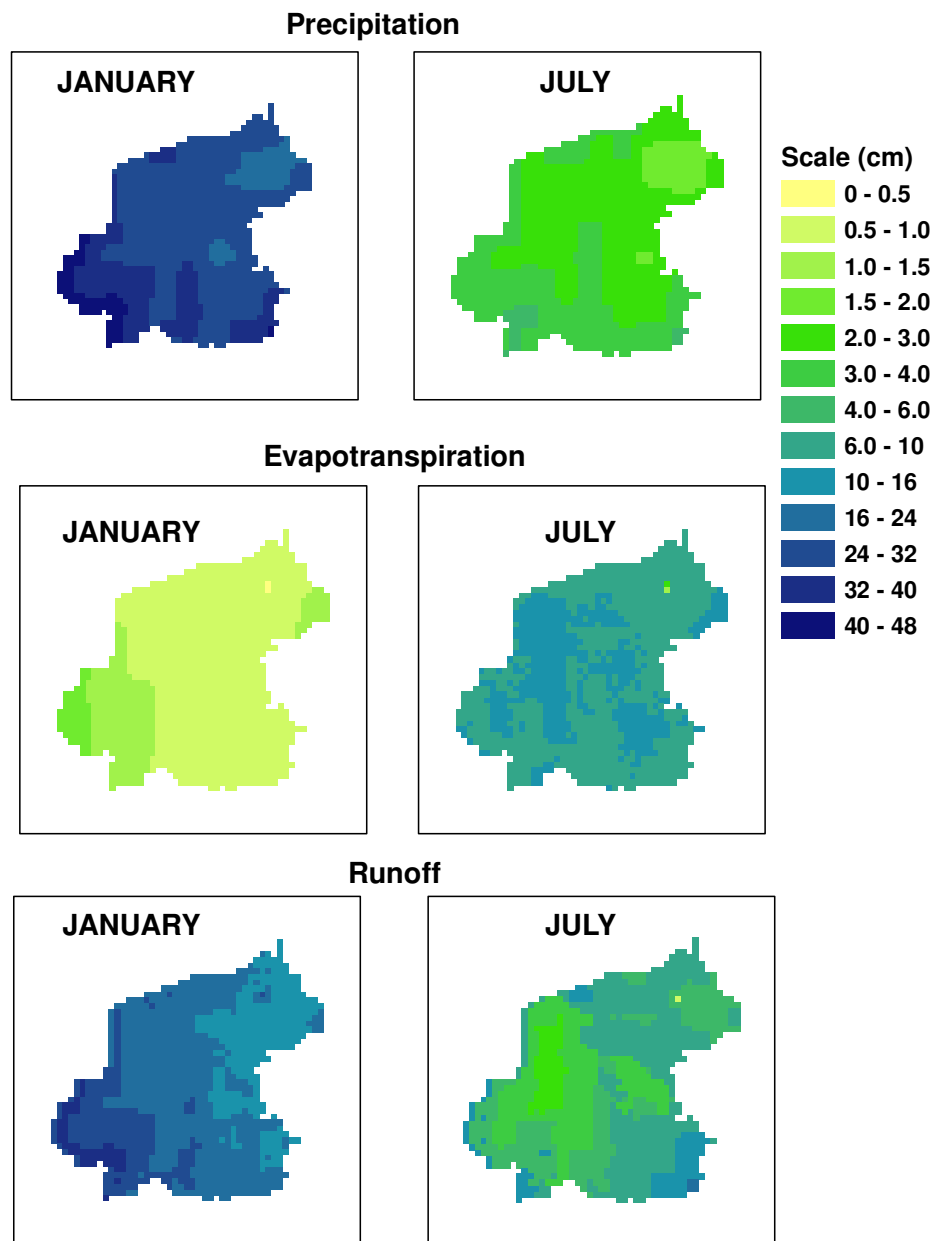 Precipitation
JANUARY
JULY
Scale (cm)
0 - 0.5
0.5 - 1.0
1.0 - 1.5
1.5 - 2.0
2.0 - 3.0
3.0 - 4.0
4.0 - 6.0
6.0 - 10
10 - 16
16 - 24
24 - 32
32 - 40
40 - 48
Evapotranspiration
JANUARY
JULY
Runoff
JANUARY
JULY